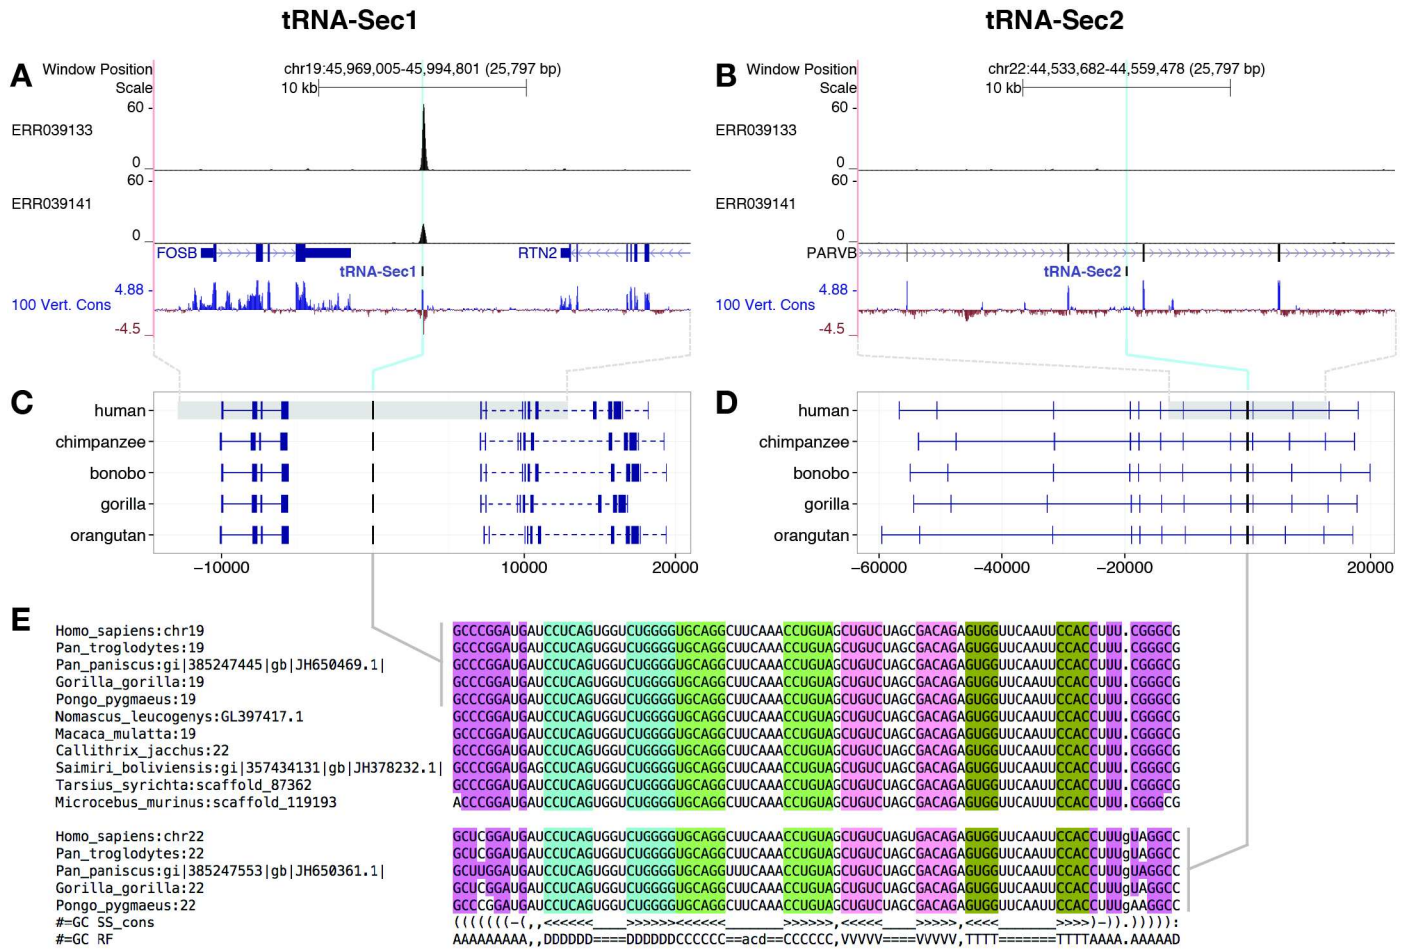 tRNA-Sec1
tRNA-Sec2
A
Window Position
chr19:45,969,005-45,994,801 (25,797 bp)
Scale
10 kb
60
ERR039133
0
60
ERR039141
0
FOSB
RTN2
tRNA-Sec1
4.88
100 Vert. Cons
-4.5
B
Window Position
chr22:44,533,682-44,559,478 (25,797 bp)
Scale
10 kb
60
ERR039133
0
60
ERR039141
0
PARVB
tRNA-Sec2
4.88
100 Vert. Cons
-4.5
C
human
chimpanzee
bonobo
gorilla
orangutan
−10000
10000
20000
D
human
chimpanzee
bonobo
gorilla
orangutan
−60000
−40000
−20000
20000
E
Homo_sapiens:chr19 GCCCGGAUGAUCCUCAGUGGUCUGGGGUGCAGGCUUCAAACCUGUAGCUGUCUAGCGACAGAGUGGUUCAAUUCCACCUUU.CGGGCG
Pan_troglodytes:19 GCCCGGAUGAUCCUCAGUGGUCUGGGGUGCAGGCUUCAAACCUGUAGCUGUCUAGCGACAGAGUGGUUCAAUUCCACCUUU.CGGGCG
Pan_paniscus:gi|385247445|gb|JH650469.1| GCCCGGAUGAUCCUCAGUGGUCUGGGGUGCAGGCUUCAAACCUGUAGCUGUCUAGCGACAGAGUGGUUCAAUUCCACCUUU.CGGGCG
Gorilla_gorilla:19 GCCCGGAUGAUCCUCAGUGGUCUGGGGUGCAGGCUUCAAACCUGUAGCUGUCUAGCGACAGAGUGGUUCAAUUCCACCUUU.CGGGCG
Pongo_pygmaeus:19 GCCCGGAUGAUCCUCAGUGGUCUGGGGUGCAGGCUUCAAACCUGUAGCUGUCUAGCGACAGAGUGGUUCAAUUCCACCUUU.CGGGCG
Nomascus_leucogenys:GL397417.1 GCCCGGAUGAUCCUCAGUGGUCUGGGGUGCAGGCUUCAAACCUGUAGCUGUCUAGCGACAGAGUGGUUCAAUUCCACCUUU.CGGGCG
Macaca_mulatta:19 GCCCGGAUGAUCCUCAGUGGUCUGGGGUGCAGGCUUCAAACCUGUAGCUGUCUAGCGACAGAGUGGUUCAAUUCCACCUUU.CGGGCG
Callithrix_jacchus:22 GCCCGGAUGAUCCUCAGUGGUCUGGGGUGCAGGCUUCAAACCUGUAGCUGUCUAGCGACAGAGUGGUUCAAUUCCACCUUU.CGGGCG
Saimiri_boliviensis:gi|357434131|gb|JH378232.1| GCCCGGAUGAGCCUCAGUGGUCUGGGGUGCAGGCUUCAAACCUGUAGCUGUCUAGCGACAGAGUGGUUCAAUUCCACCUUU.CGGGCG
Tarsius_syrichta:scaffold_87362 GCCCGGAUGAUCCUCAGUGGUCUGGGGUGCAGGCUUCAAACCUGUAGCUGUCUAGCGACAGAGUGGUUCAAUUCCACCUUU.CGGGCG
Microcebus_murinus:scaffold_119193 ACCCGGAUGAUCCUCAGUGGUCUGGGGUGCAGGCUUCAAACCUGUAGCUGUCUAGCGACAGAGUGGUUCAUUUCCACCUUU.CGGGCG
Homo_sapiens:chr22 GCUCGGAUGAUCCUCAGUGGUCUGGGGUGCAGGCUUCAAACCUGUAGCUGUCUAGUGACAGAGUGGUUCAAUUCCACCUUUgUAGGCC
Pan_troglodytes:22 GCUCGGAUGAUCCUCAGUGGUCUGGGGUGCAGGCUUCAAACCUGUAGCUGUCUAGCGACAGAGUGGUUCAAUUCCACCUUUgUAGGCC
Pan_paniscus:gi|385247553|gb|JH650361.1| GCUUGGAUGAUCCUCAGUGGUCUGGGGUGCAGGUUUCAAACCUGUAGCUGUCUAGCGACAGAGUGGUUCAAUUCCACCUUUgUAGGCC
Gorilla_gorilla:22 GCUCGGAUGAUCCUCAGUGGUCUGGGGUGCAGGCUUCAAACCUGUAGCUGUCUAGCGACAGAGUGGUUCAAUUCCACCUUUgUAGGCC
Pongo_pygmaeus:22 GCCCGGAUGAUCCUCAGUGGUCUGGGGUGCAGGCUUCAAACCUGUAGCUGUCUAGCGACAGAGUGGUUCAAUUCCACCUUUgAAGGCC
#=GC SS_cons (((((((-(,,<<<<<<____>>>>>><<<<<<_______>>>>>>,<<<<<____>>>>>,<<<<_______>>>>)-)).))))):
#=GC RF AAAAAAAAA,,DDDDDD====DDDDDDCCCCCC==acd==CCCCCC,VVVVV====VVVVV,TTTT=======TTTTAAAA.AAAAAD